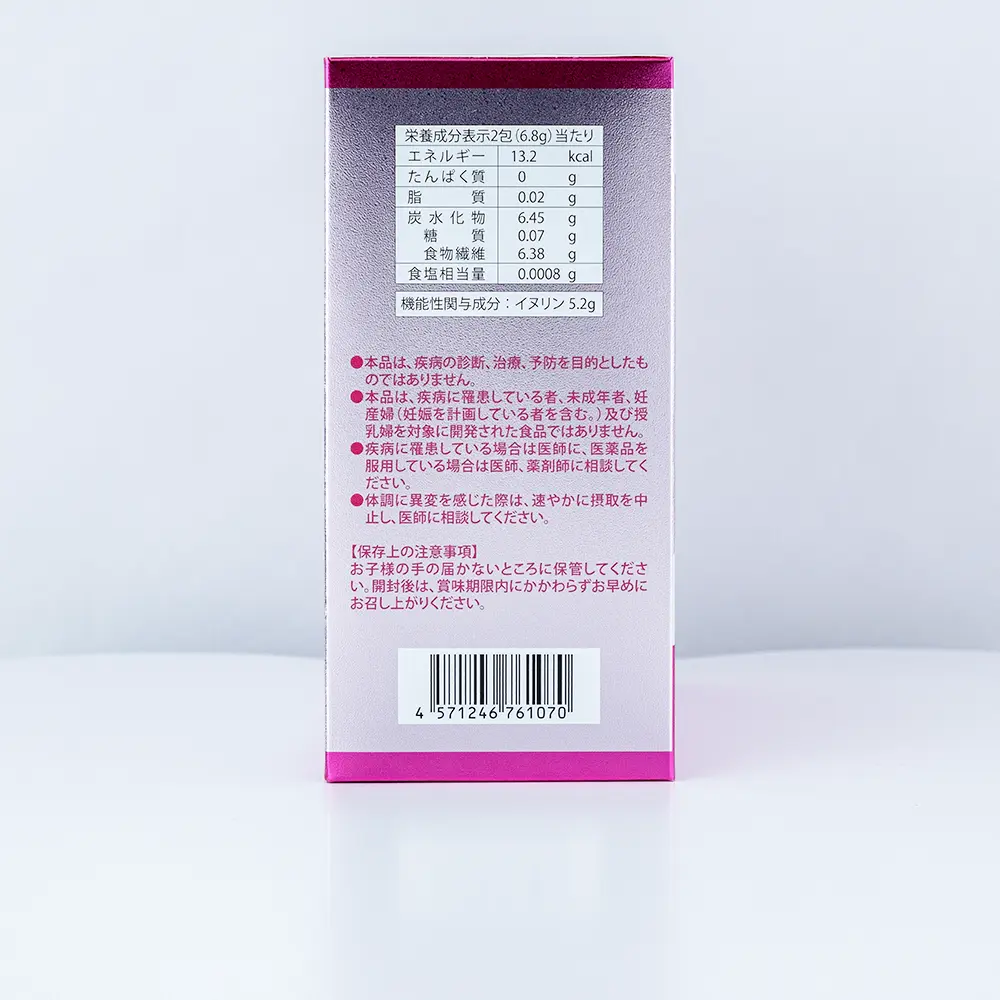 栄養成分表示2包(6.8g)当たり
エネルギー 13.2 kcal
たんぱく質 0 g
脂質 0.02 g
炭水化物 6.45 g
糖質 0.07 g
食物繊維 6.38 g
食塩相当量 0.0008 g
機能性関与成分：イヌリン 5.2g
●本品は、疾病の診断、治療、予防を目的としたも
のではありません。
●本品は、疾病に罹患している者、未成年者、妊
産婦(妊娠を計画している者を含む。)及び授
乳婦を対象に開発された食品ではありません。
●疾病に罹患している場合は医師に、医薬品を
服用している場合は医師、薬剤師に相談してく
ださい。
●体調に異変を感じた際は、速やかに摂取を中
止し、医師に相談してください。
【保存上の注意事項】
お子様の手の届かないところに保管してくださ
い。開封後は、賞味期限内にかかわらずお早めに
お召し上がりください。
4 571246 761070